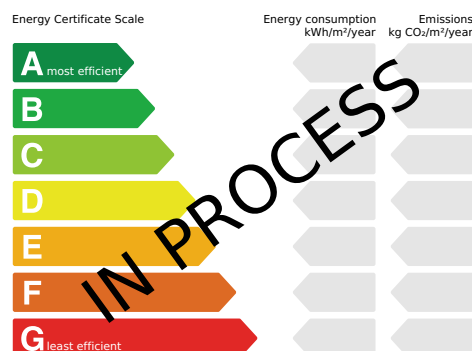 Energy Certificate Scale
Energy consumption
kWh/m²/year
Emissions
kg CO₂/m²/year
A most efficient
B
C
D
E
F
G least efficient
IN PROCESS